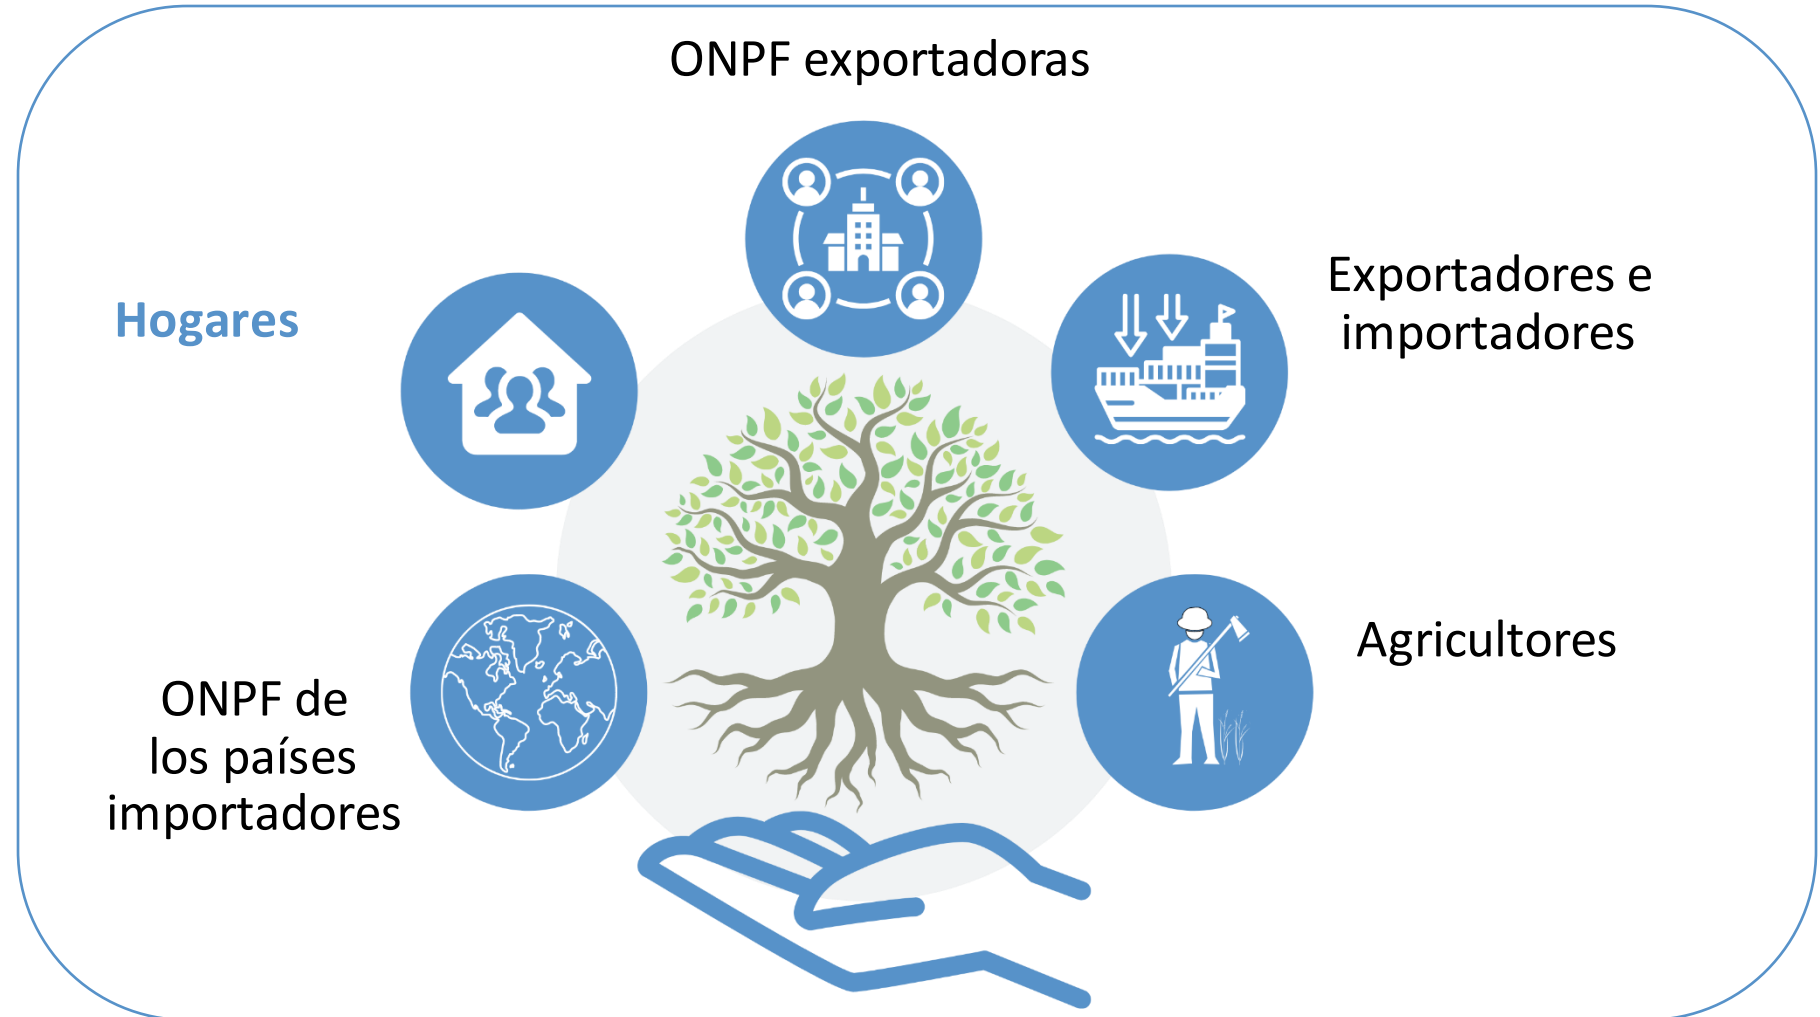 ONPF exportadoras
Hogares
Exportadores e
importadores
Agricultores
ONPF de
los países
importadores